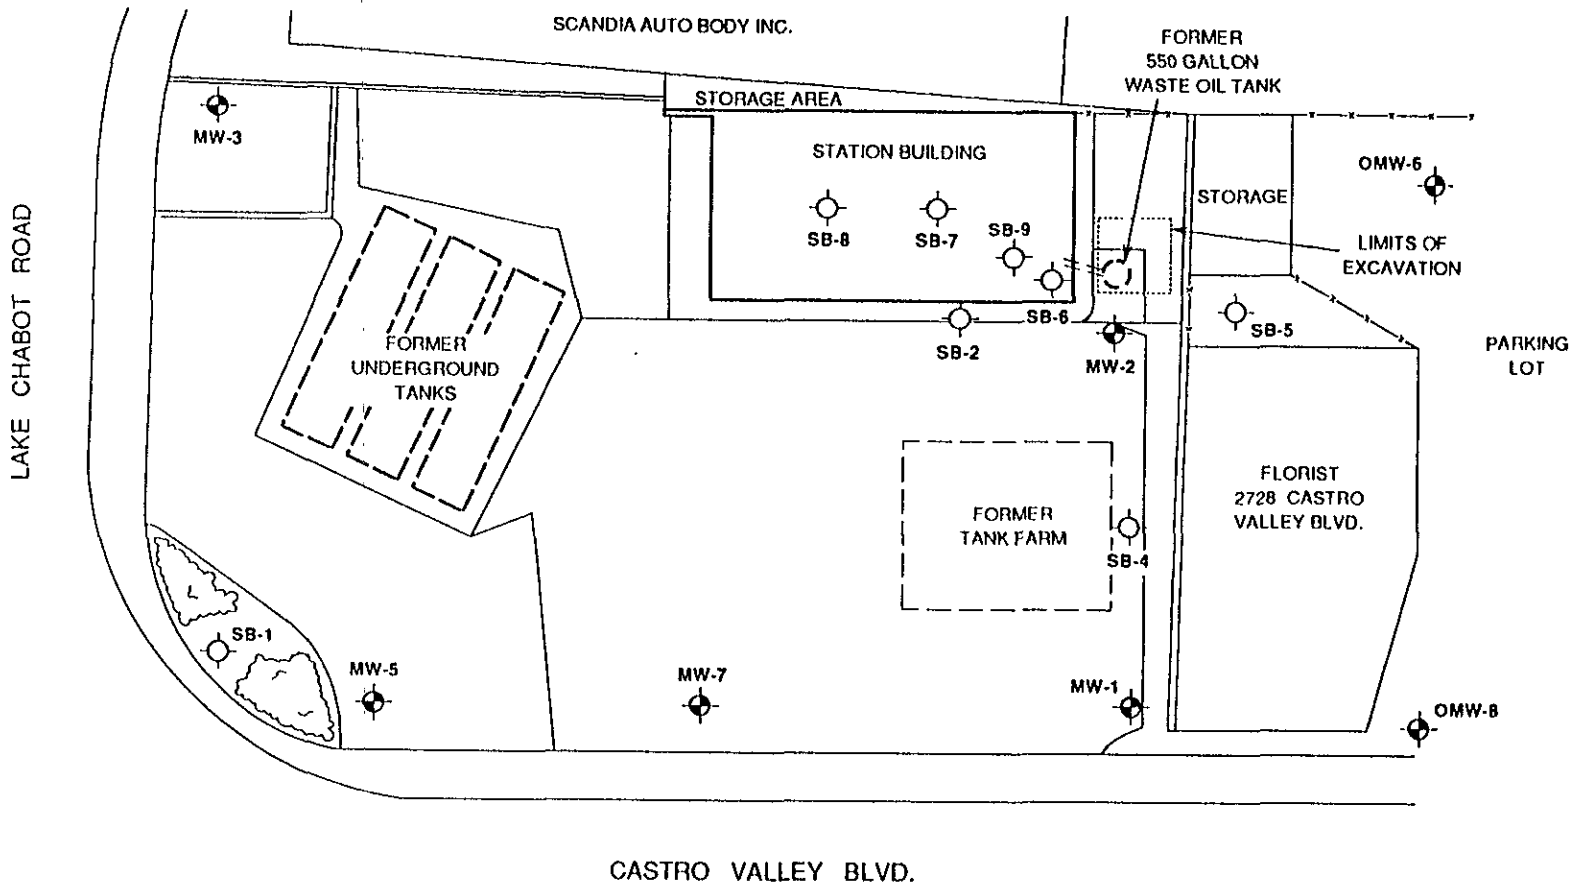 SCANDIA AUTO BODY INC.
FORMER
550 GALLON
WASTE OIL TANK
STORAGE AREA
MW-3
STATION BUILDING
OMW-6
STORAGE
SB-8
SB-7
SB-9
LIMITS OF
EXCAVATION
LAKE CHABOT ROAD
SB-6
SB-2
SB-5
MW-2
PARKING
LOT
FORMER
UNDERGROUND
TANKS
FLORIST
2728 CASTRO
VALLEY BLVD.
FORMER
TANK FARM
SB-4
SB-1
MW-5
MW-7
MW-1
OMW-8
CASTRO VALLEY BLVD.